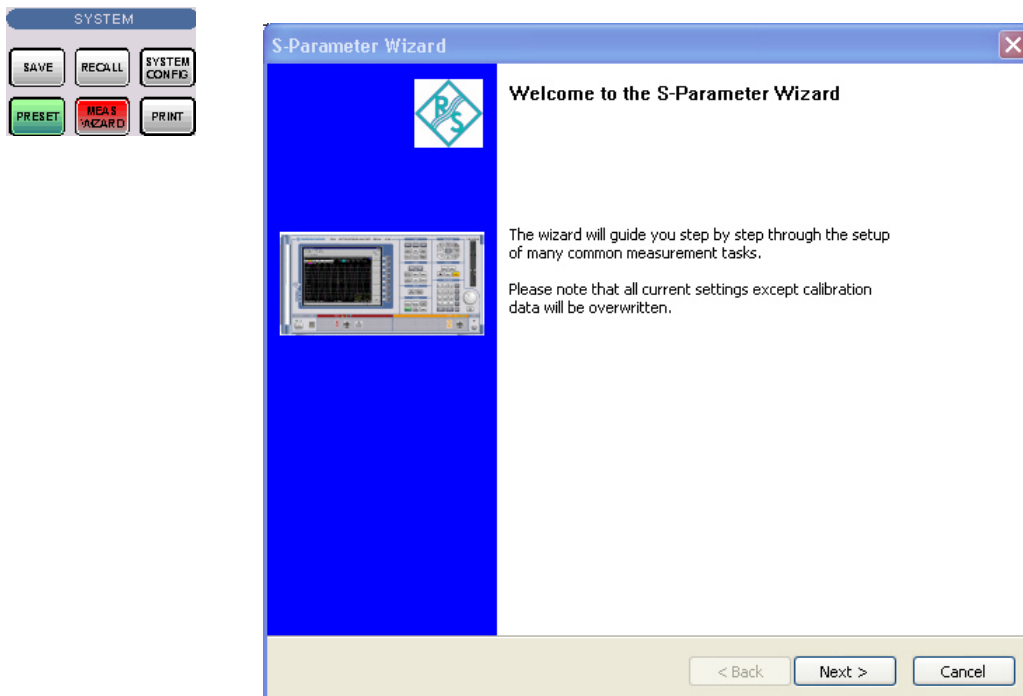 SYSTEM
SAVE
RECALL
SYSTEM
CONFIG
PRESET
MEAS
WIZARD
PRINT
S-Parameter Wizard
R
S
Welcome to the S-Parameter Wizard
The wizard will guide you step by step through the setup
of many common measurement tasks.
Please note that all current settings except calibration
data will be overwritten.
< Back
Next >
Cancel